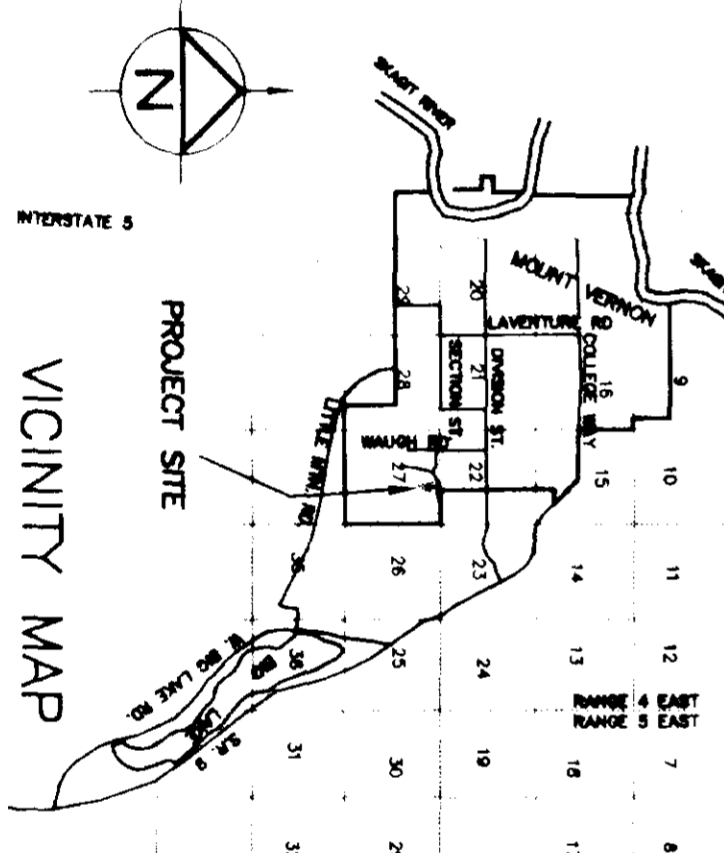 N
INTERSTATE 5
SKAGIT RIVER
SKAGIT
MOUNT VERNON
LAVENTURE RD
COLLEGE WAY
DIVISION ST.
SECTION ST.
WAUGH RD.
LITTLE MTN. RD.
PROJECT SITE
W. BIG LAKE RD.
BIG
LAKE
S.R. 9
RANGE 4 EAST
RANGE 5 EAST
9
10
11
12
7
8
16
15
14
13
18
20
21
22
23
24
19
29
28
27
26
25
30
36
31
VICINITY MAP